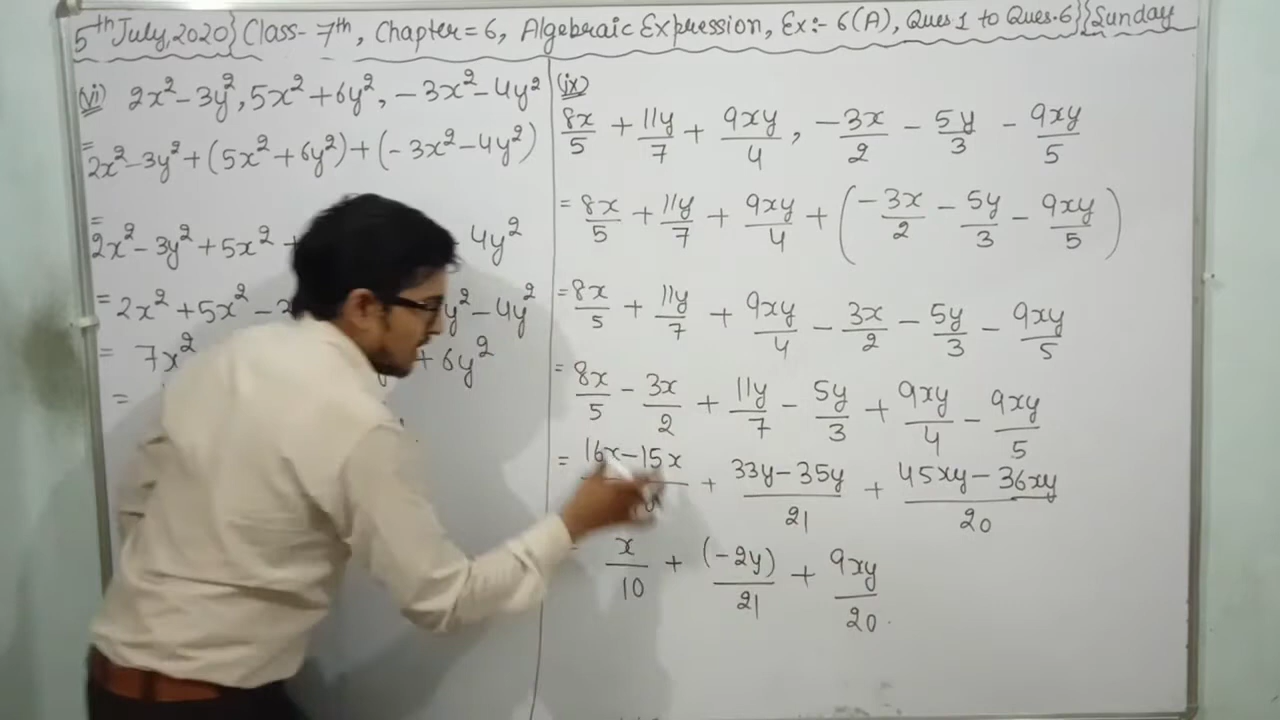 5th July, 2020} Class- 7th, Chapter = 6, Algebraic Expression, Ex:- 6(A), Ques.1 to Ques.6}{Sunday
(vi) 2x² - 3y², 5x² + 6y², - 3x² - 4y²
= 2x² - 3y² + (5x² + 6y²) + (- 3x² - 4y²)
= 2x² - 3y² + 5x² + 4y²
= 2x² + 5x² - y² - 4y²
= 7x² + 6y²
=
(ix)
8x/5 + 11y/7 + 9xy/4, -3x/2 - 5y/3 - 9xy/5
= 8x/5 + 11y/7 + 9xy/4 + (-3x/2 - 5y/3 - 9xy/5)
= 8x/5 + 11y/7 + 9xy/4 - 3x/2 - 5y/3 - 9xy/5
= 8x/5 - 3x/2 + 11y/7 - 5y/3 + 9xy/4 - 9xy/5
= 16x - 15x + 33y - 35y/21 + 45xy - 36xy/20
x/10 + (-2y)/21 + 9xy/20.